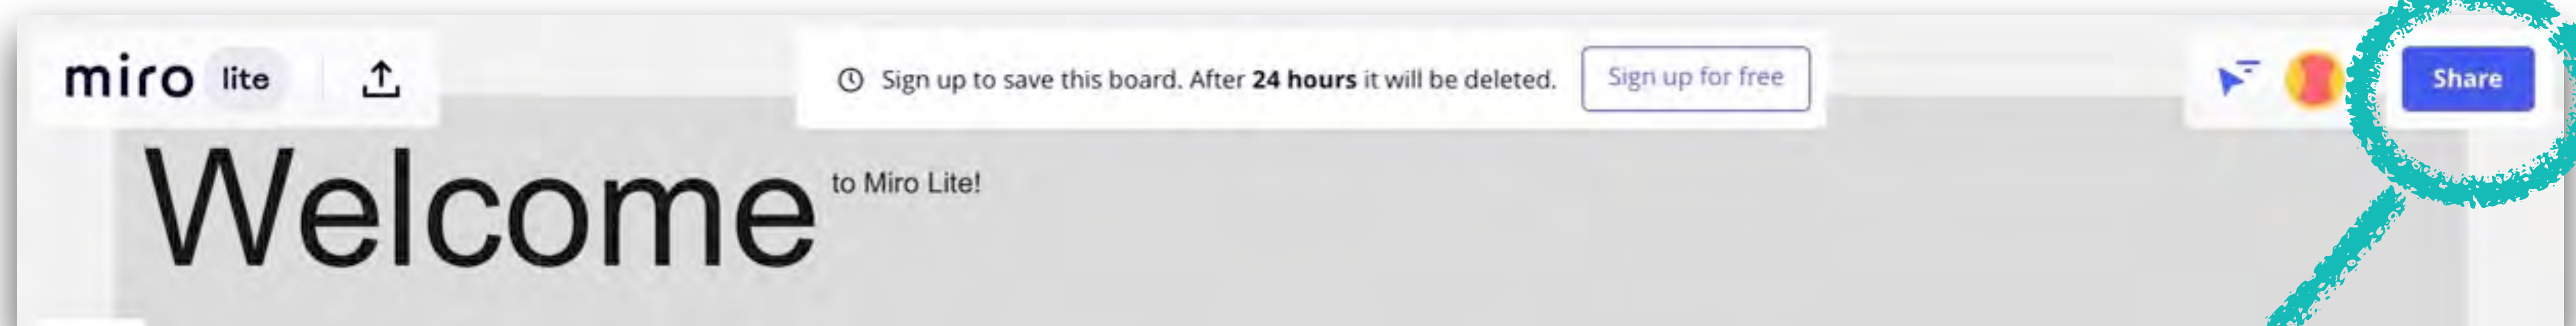 miro lite
Sign up to save this board. After 24 hours it will be deleted. Sign up for free
Share
Welcome to Miro Lite!